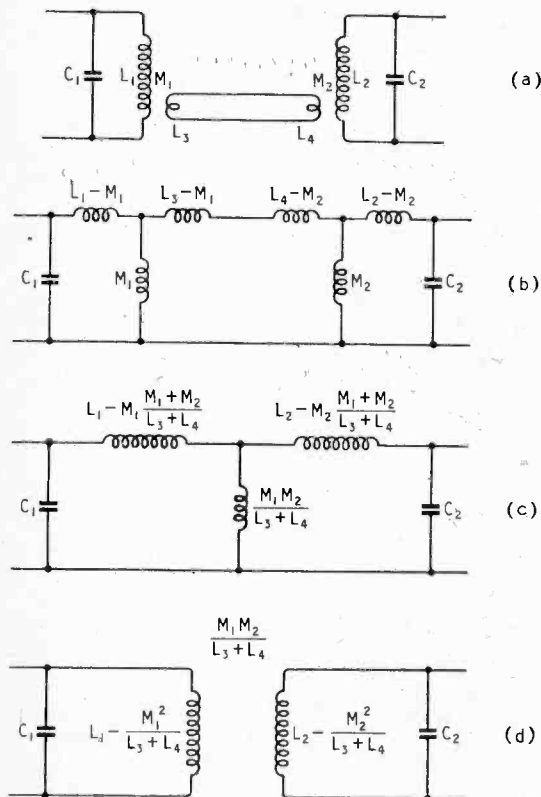 C₁ L₁ M₁ M₂ L₂ C₂ (a)
L₃ L₄
L₁−M₁ L₃−M₁ L₄−M₂ L₂−M₂
C₁ M₁ M₂ C₂ (b)
L₁−M₁ (M₁+M₂)/(L₃+L₄) L₂−M₂ (M₁+M₂)/(L₃+L₄)
C₁ M₁M₂/(L₃+L₄) C₂ (c)
M₁M₂/(L₃+L₄)
C₁ L₁−M₁²/(L₃+L₄) L₂−M₂²/(L₃+L₄) C₂ (d)